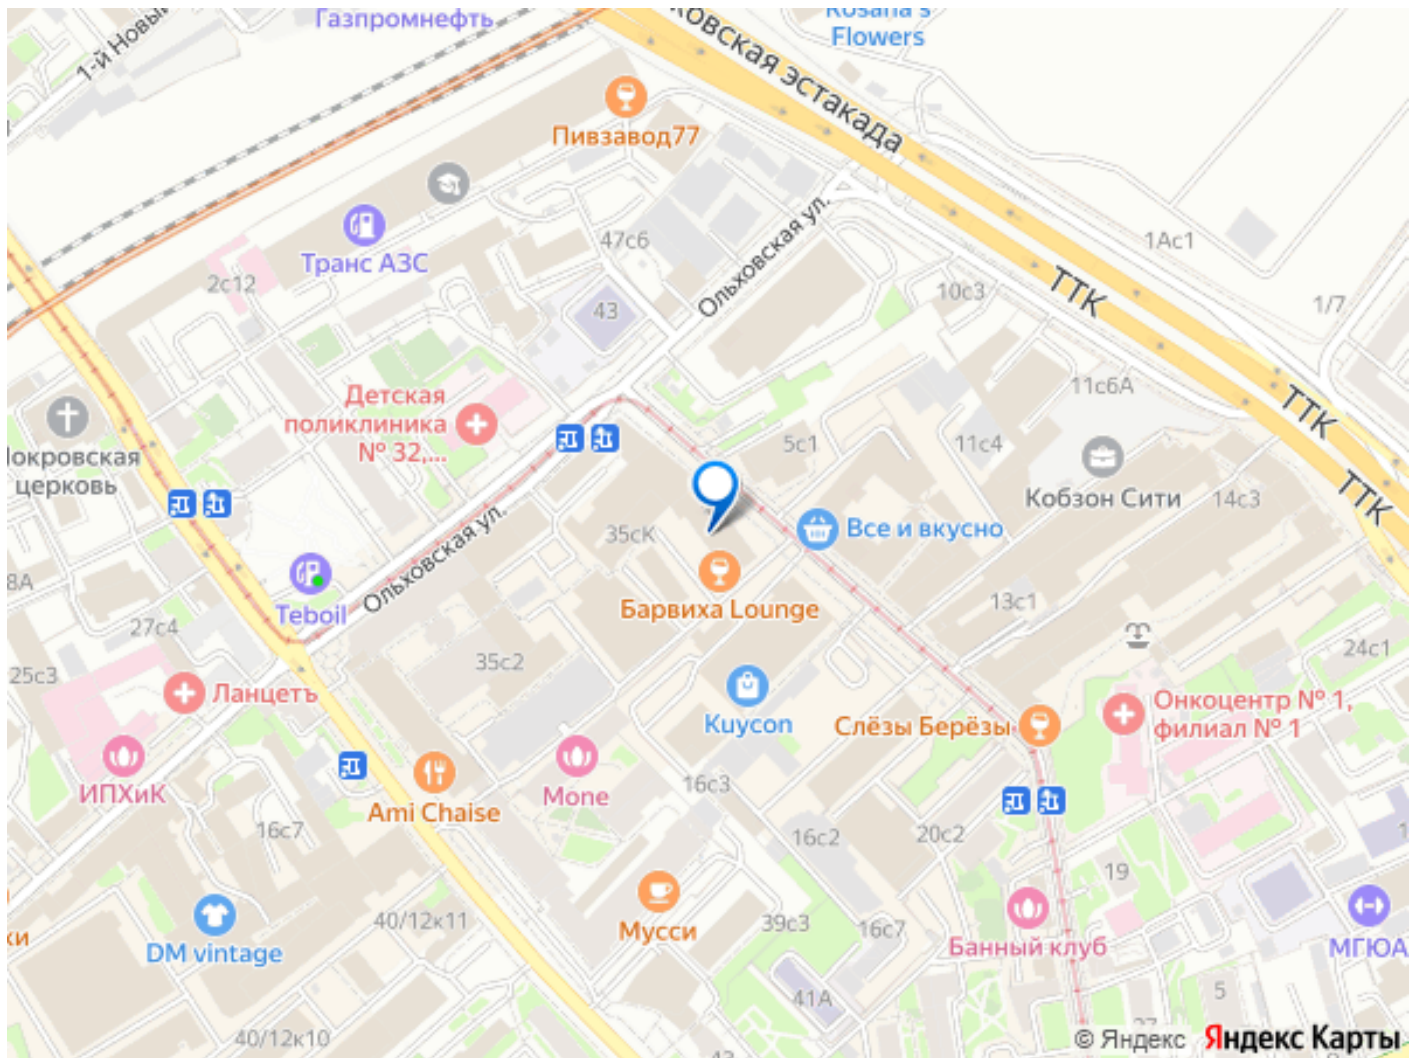 Газпромнефть
1-й Новый
Rosana's
Flowers
ковская эстакада
Пивзавод77
Ольховская ул.
47с6
1Ас1
Транс АЗС
2с12
ТТК
10с3
43
1/7
11с6А
ТТК
Детская
поликлиника
№ 32,...
5с1
11с4
Покровская
церковь
Кобзон Сити
14с3
ТТК
35сК
Все и вкусно
Ольховская ул.
8А
Teboil
Барвиха Lounge
13с1
27с4
24с1
25с3
35с2
Ланцетъ
Онкоцентр № 1,
филиал № 1
Kuycon
Слёзы Берёзы
ИПХиК
Mone
16с3
Ami Chaise
16с7
16с2
20с2
19
40/12к11
Мусси
39с3
16с7
Банный клуб
МГЮА
ки
DM vintage
41А
5
40/12к10
43
37
© Яндекс Яндекс Карты